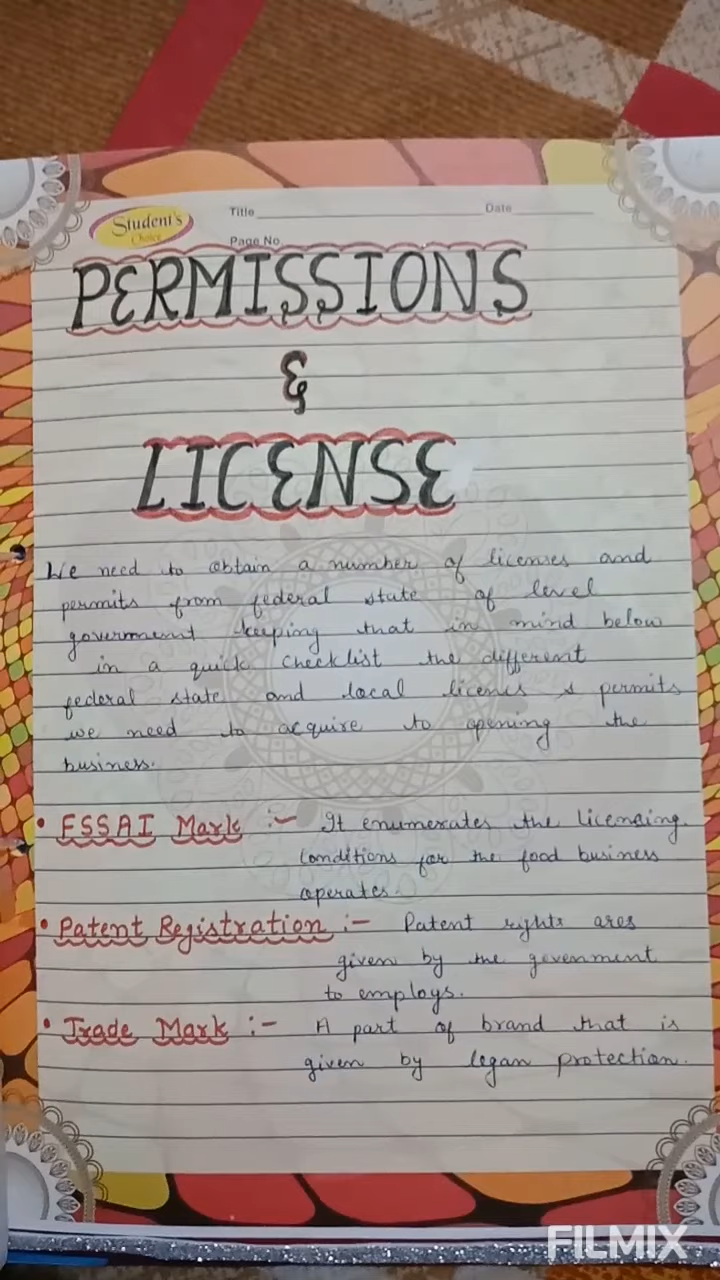 Student's
Choice
Title
Date
Page No
PERMISSIONS
&
LICENSE
We need to obtain a number of licenses and
permits from federal state of level
goverment keeping that in mind below
in a quick checklist the different
federal state and local licenis & permits
we need to acquire to opening the
business.
• FSSAI Mark :- It enumerates the licensing
conditions for the food business
operates.
• Patent Registration :- Patent rights ares
given by the govenment
to employs.
• Trade Mark :- A part of brand that is
given by legan protection.
FILMIX